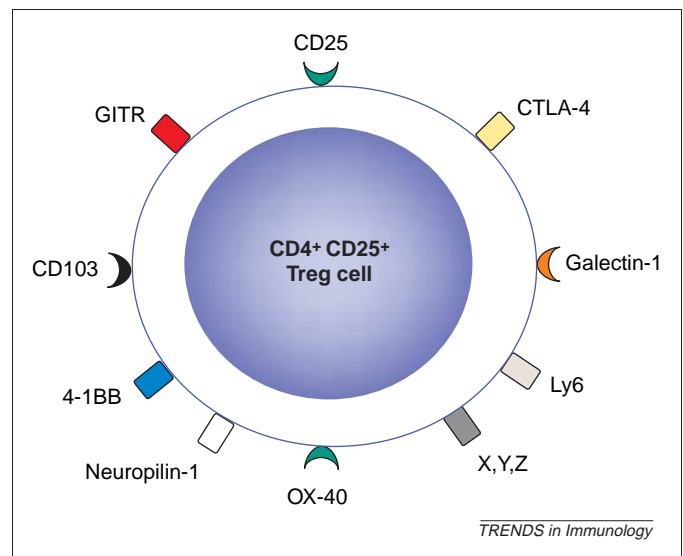 CD25
GITR
CTLA-4
CD103
CD4+ CD25+
Treg cell
Galectin-1
4-1BB
Ly6
Neuropilin-1
X,Y,Z
OX-40
TRENDS in Immunology